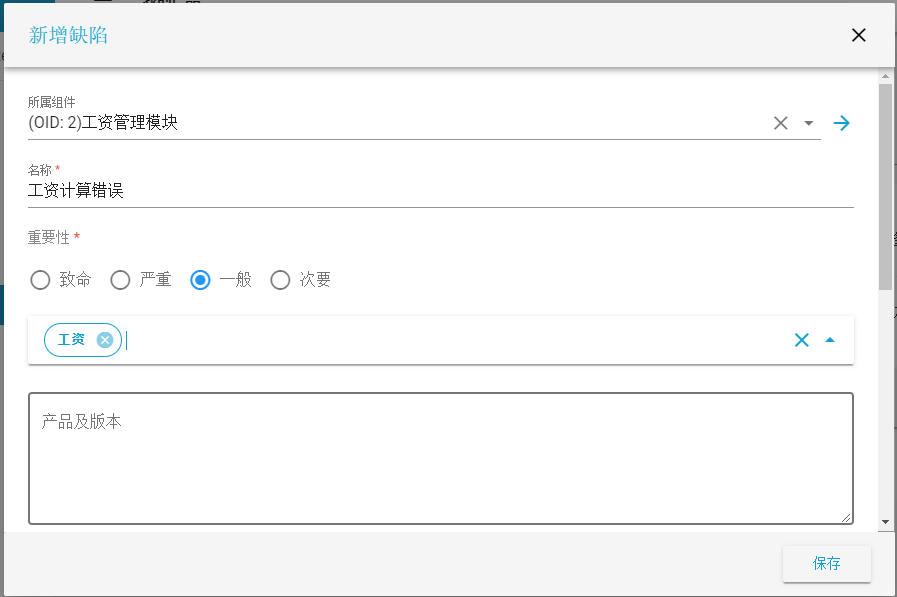 新增缺陷
所属组件
(OID: 2)工资管理模块
名称 *
工资计算错误
重要性 *
致命 严重 一般 次要
工资
产品及版本
保存